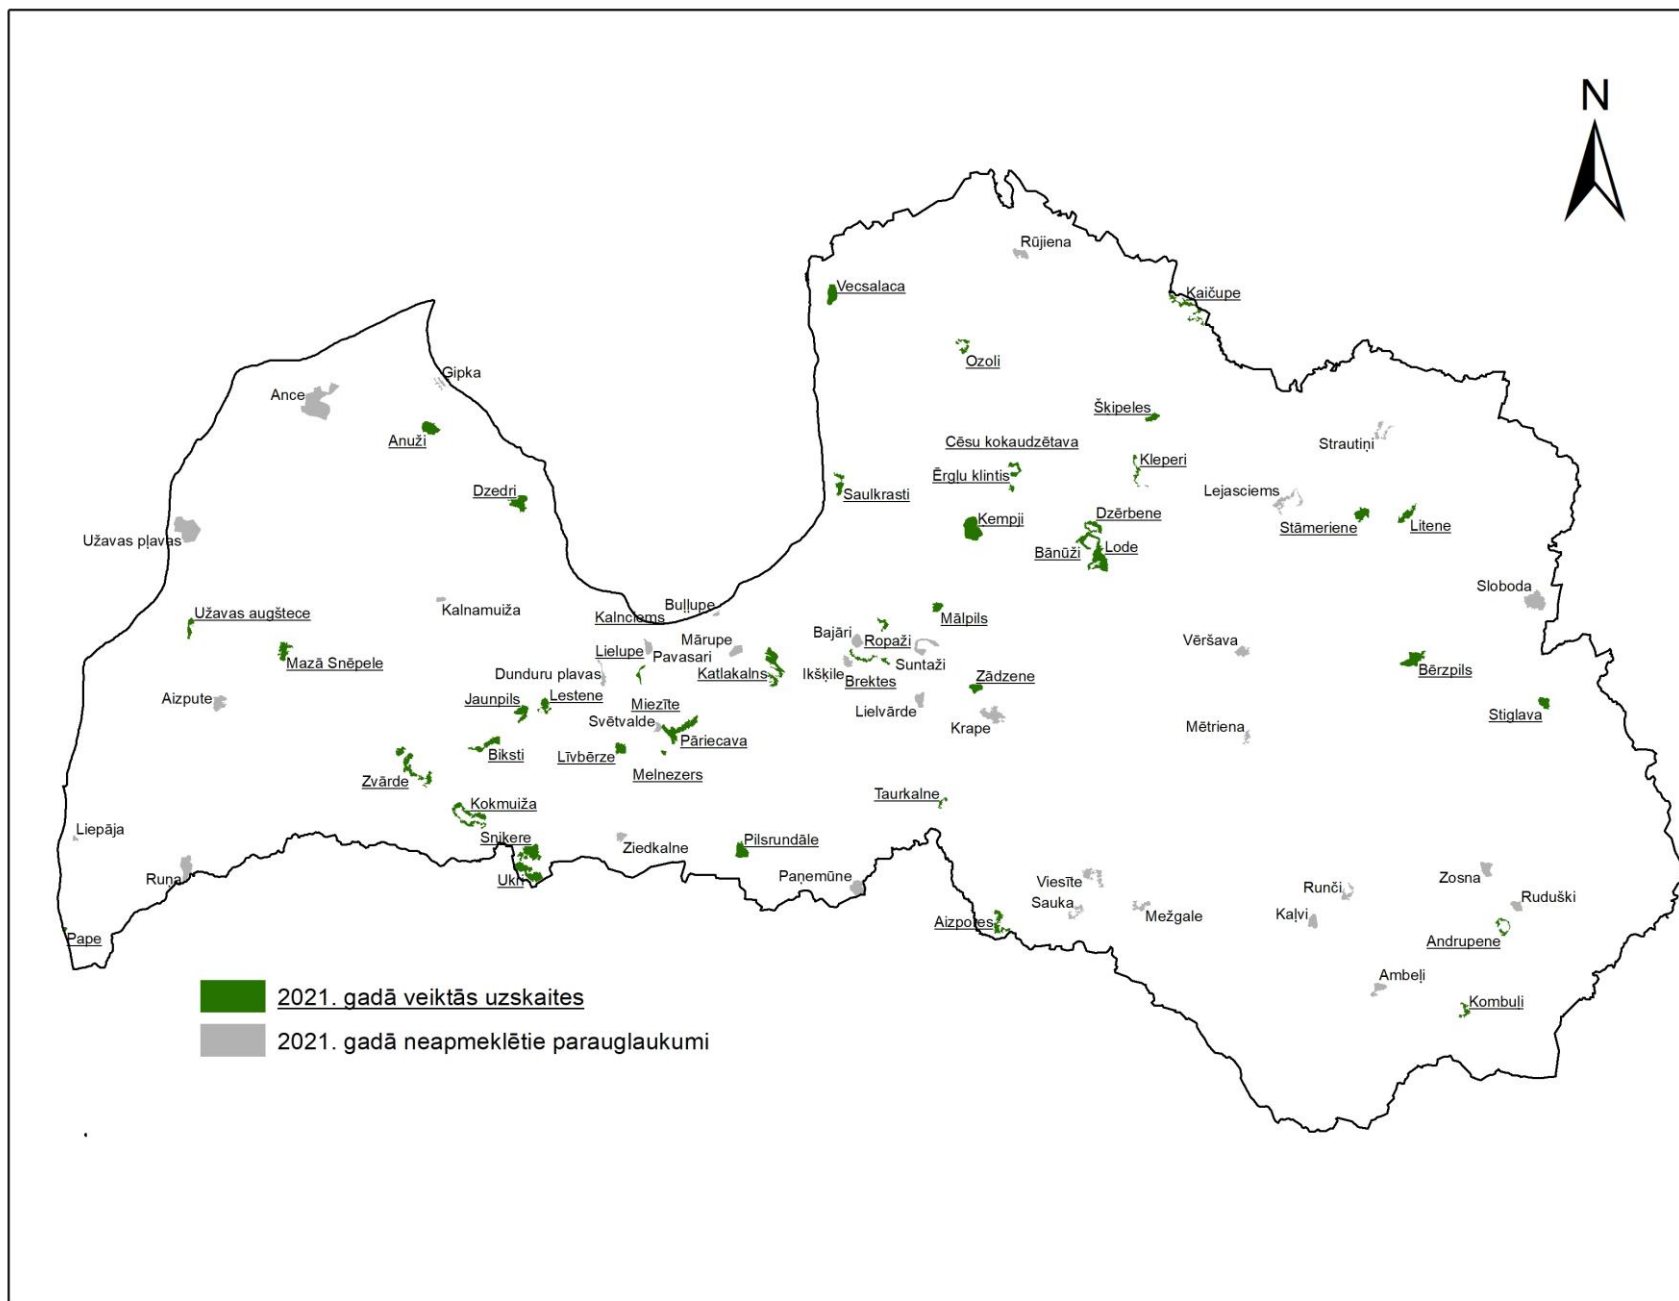 N
Rūjiena
Vecsalaca
Kaičupe
Ozoli
Gipka
Ance
Anuži
Šķipeles
Strautiņi
Cēsu kokaudzētava
Kleperi
Ērgļu klintis
Dzedri
Saulkrasti
Lejasciems
Kempji
Dzērbene
Stāmeriene
Litene
Užavas pļavas
Bānūži
Lode
Sloboda
Užavas augštece
Kalnamuiža
Kalnciems
Buļļupe
Mālpils
Mazā Snēpele
Lielupe
Pavasari
Mārupe
Bajāri
Ropaži
Suntaži
Vēršava
Bērzpils
Dunduru plavas
Katlakalns
Ikšķile
Brektes
Zādzene
Aizpute
Jaunpils
Lestene
Miezīte
Lielvārde
Krape
Stiglava
Svētvalde
Pāriecava
Mētriena
Biksti
Līvbērze
Melnezers
Zvārde
Taurkalne
Kokmuiža
Liepāja
Sniķere
Ziedkalne
Pilsrundāle
Ruņa
Ukri
Paņemūne
Viesīte
Sauka
Mežgale
Runči
Kaļvi
Zosna
Ruduški
Pape
Aizpores
Andrupene
Ambeļi
Kombuļi
2021. gadā veiktās uzskaites
2021. gadā neapmeklētie parauglaukumi